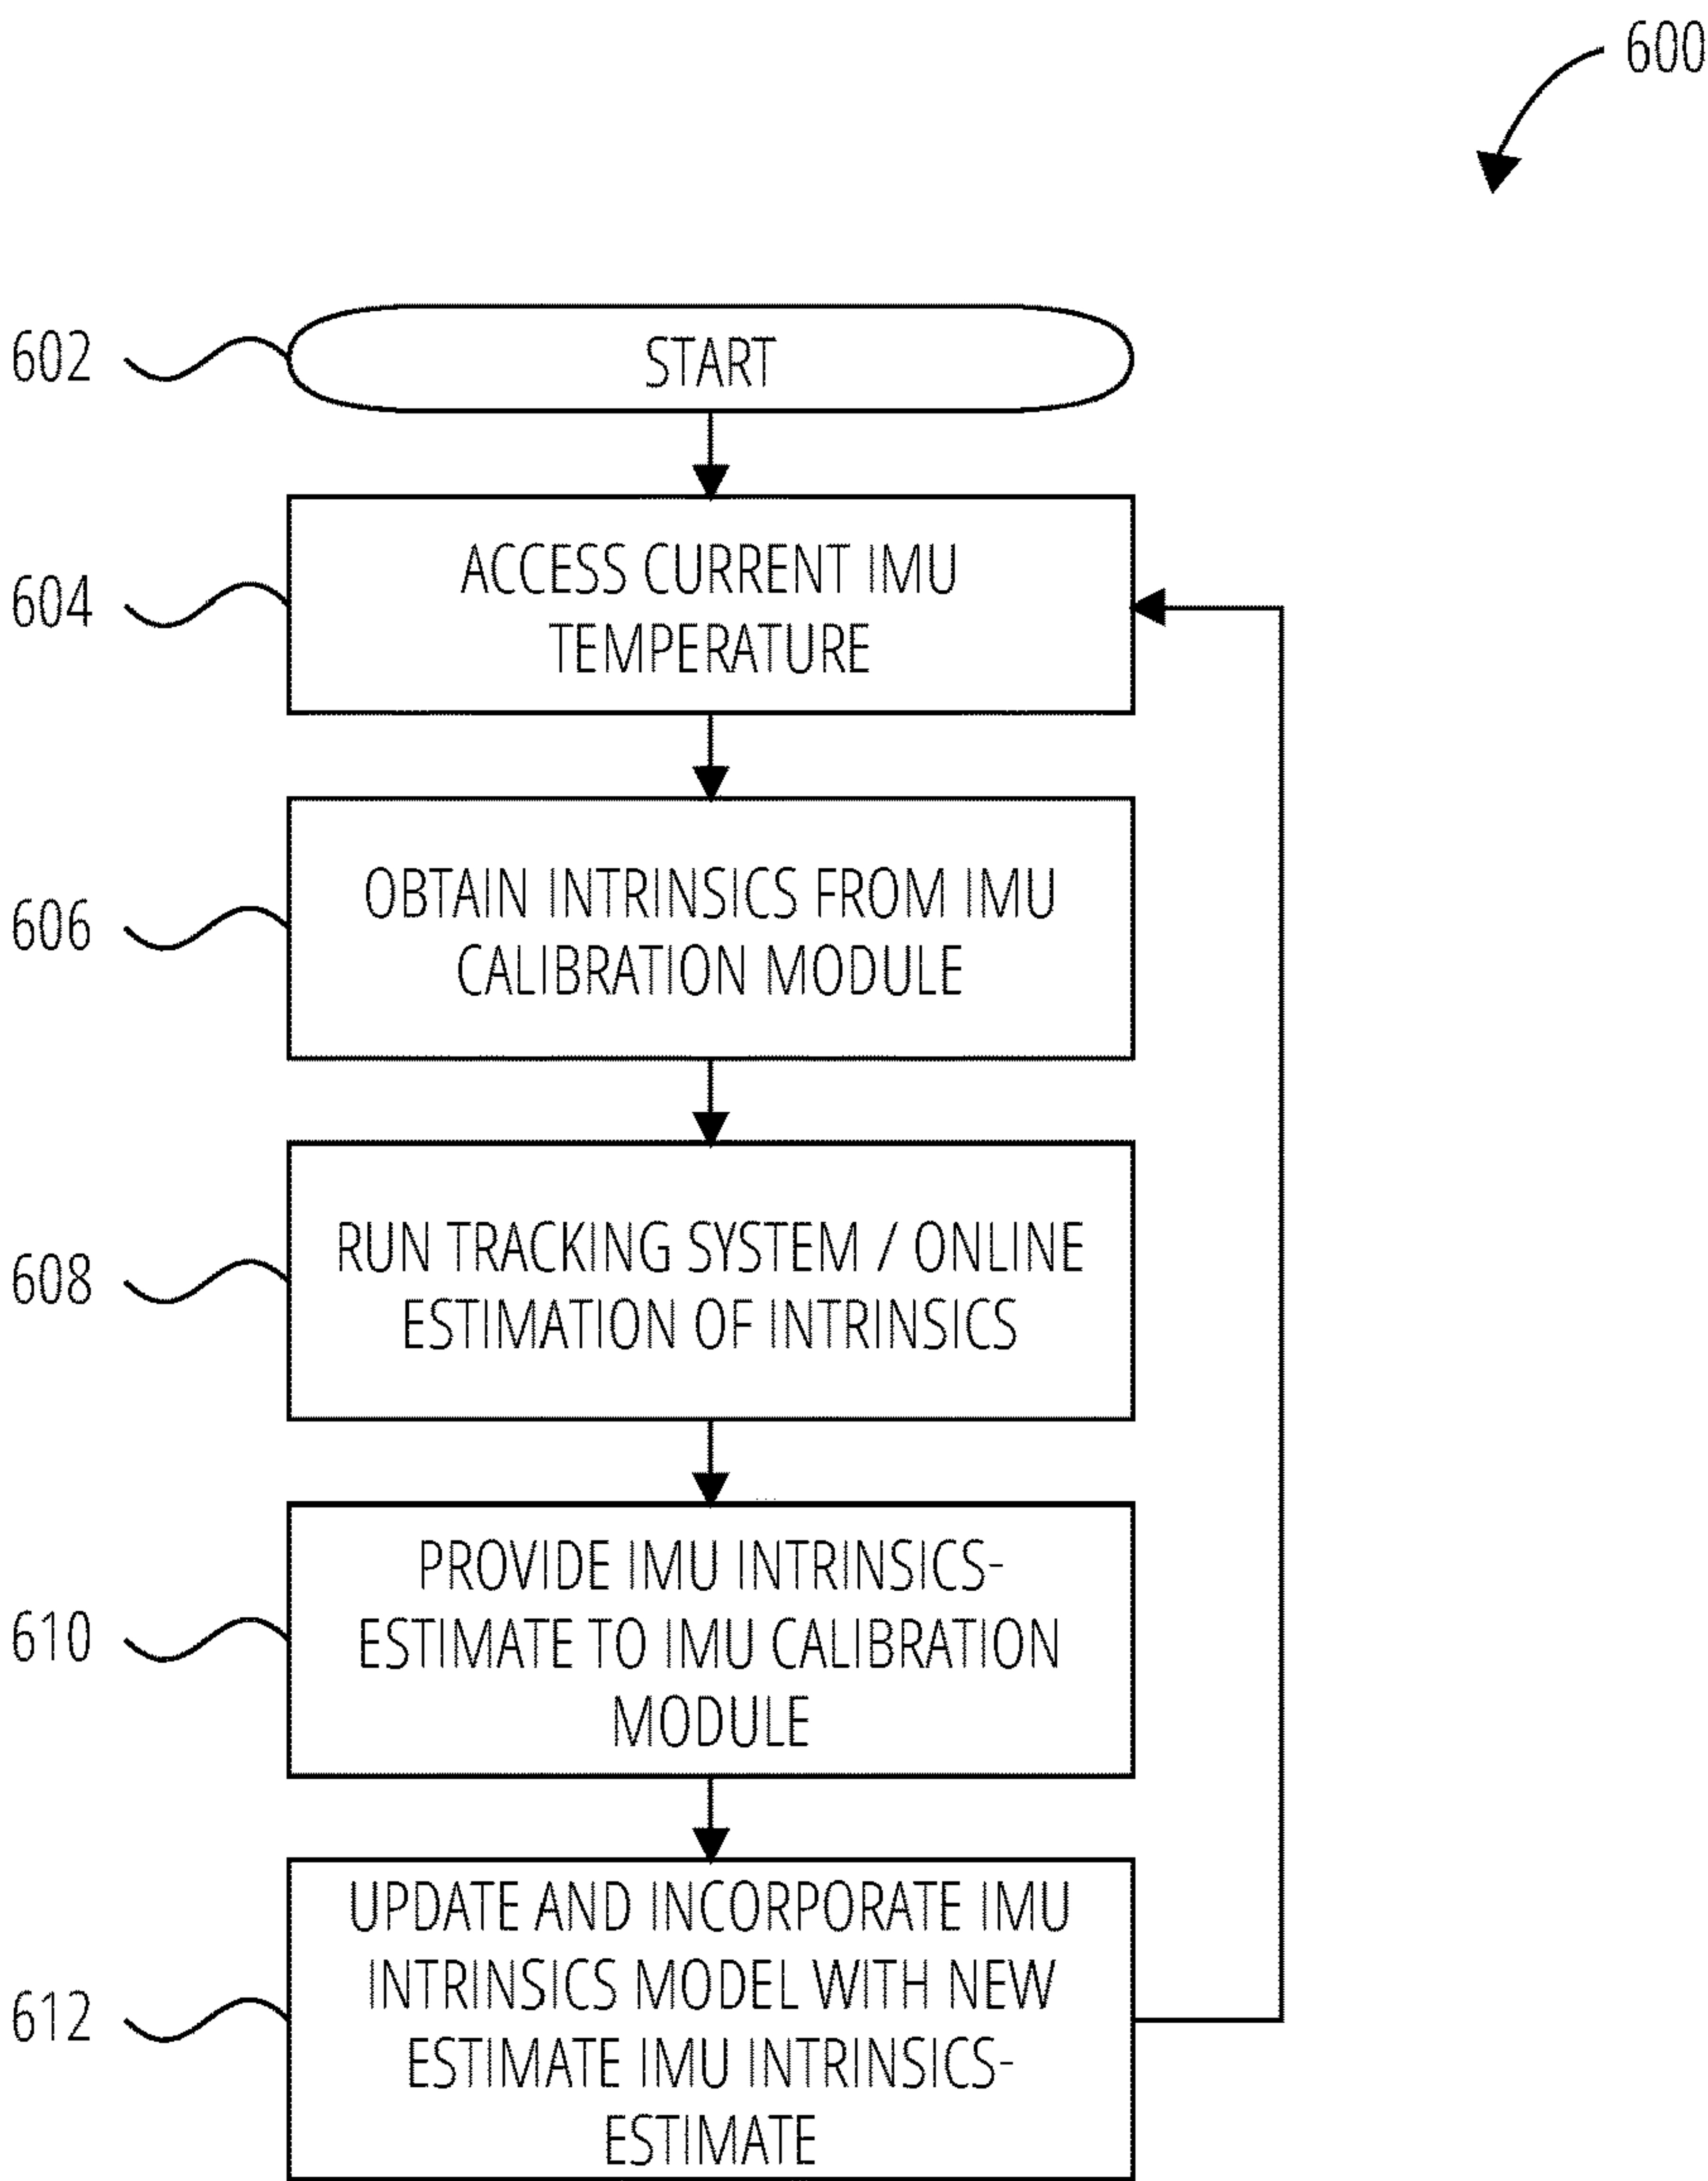 600
602
START
604
ACCESS CURRENT IMU
TEMPERATURE
606
OBTAIN INTRINSICS FROM IMU
CALIBRATION MODULE
608
RUN TRACKING SYSTEM / ONLINE
ESTIMATION OF INTRINSICS
610
PROVIDE IMU INTRINSICS-
ESTIMATE TO IMU CALIBRATION
MODULE
612
UPDATE AND INCORPORATE IMU
INTRINSICS MODEL WITH NEW
ESTIMATE IMU INTRINSICS-
ESTIMATE